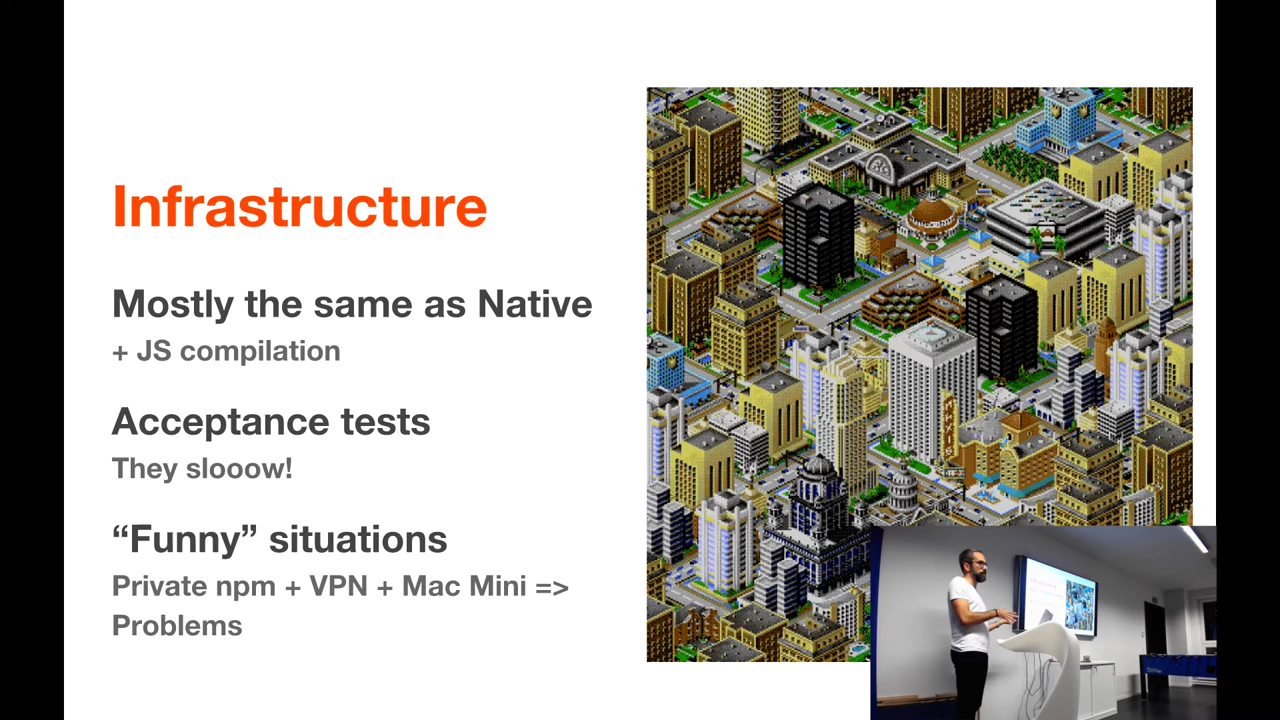 Infrastructure
Mostly the same as Native
+ JS compilation
Acceptance tests
They slooow!
“Funny” situations
Private npm + VPN + Mac Mini =>
Problems
MAXIS